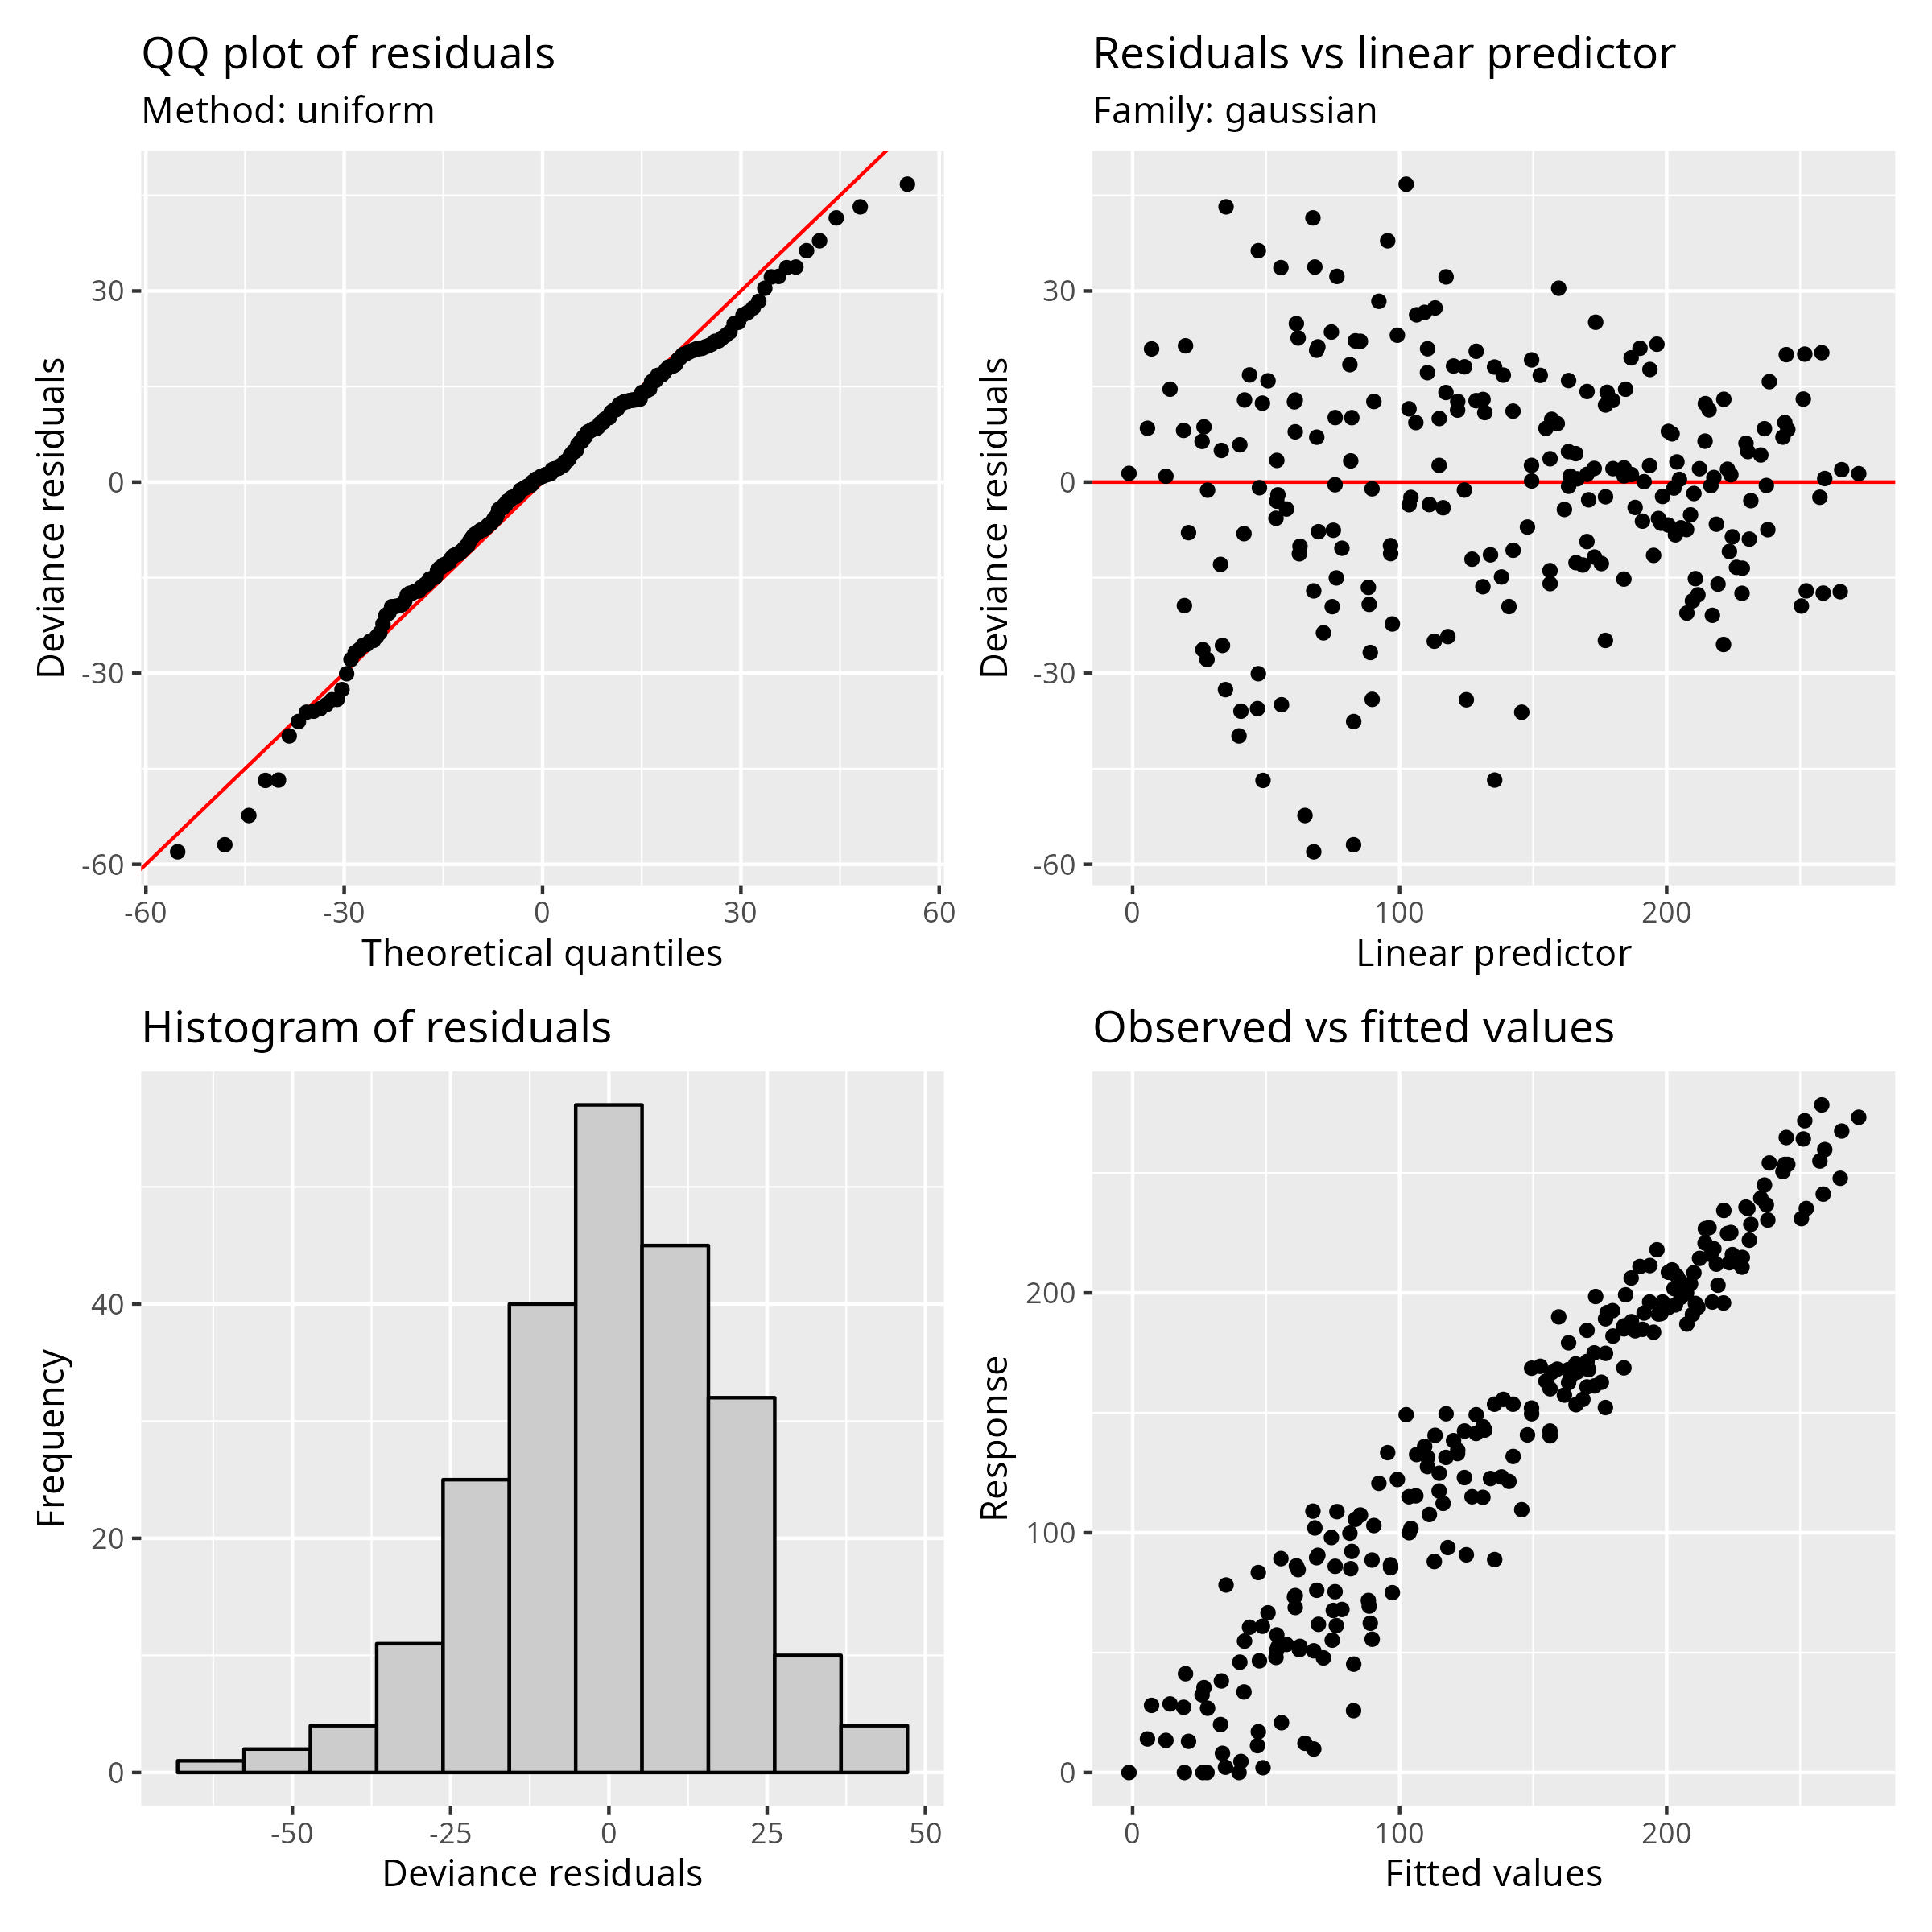 QQ plot of residuals
Method: uniform
Deviance residuals
30
0
-30
-60
-60 -30 0 30 60
Theoretical quantiles
Residuals vs linear predictor
Family: gaussian
Deviance residuals
30
0
-30
-60
0 100 200
Linear predictor
Histogram of residuals
Frequency
40
20
0
-50 -25 0 25 50
Deviance residuals
Observed vs fitted values
Response
200
100
0
0 100 200
Fitted values